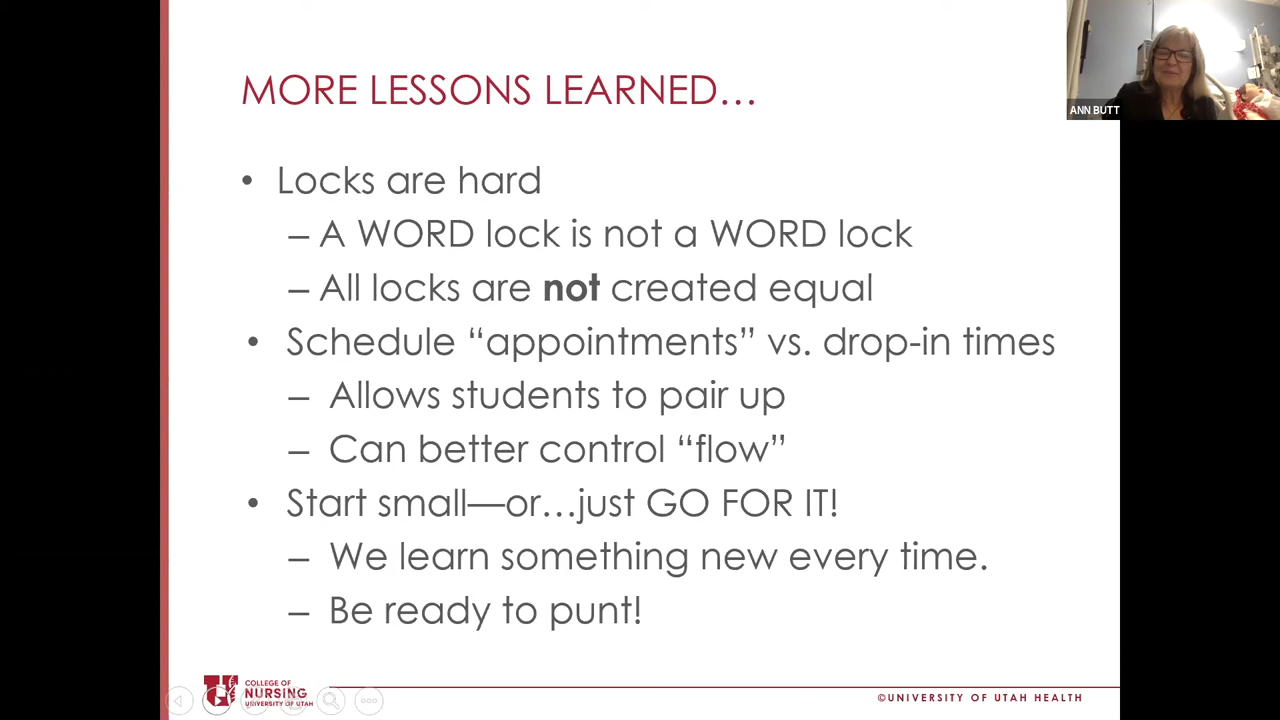 ANN BUTT
MORE LESSONS LEARNED…
• Locks are hard
– A WORD lock is not a WORD lock
– All locks are not created equal
• Schedule “appointments” vs. drop-in times
– Allows students to pair up
– Can better control “flow”
• Start small—or…just GO FOR IT!
– We learn something new every time.
– Be ready to punt!
COLLEGE OF
NURSING
UNIVERSITY OF UTAH
©UNIVERSITY OF UTAH HEALTH